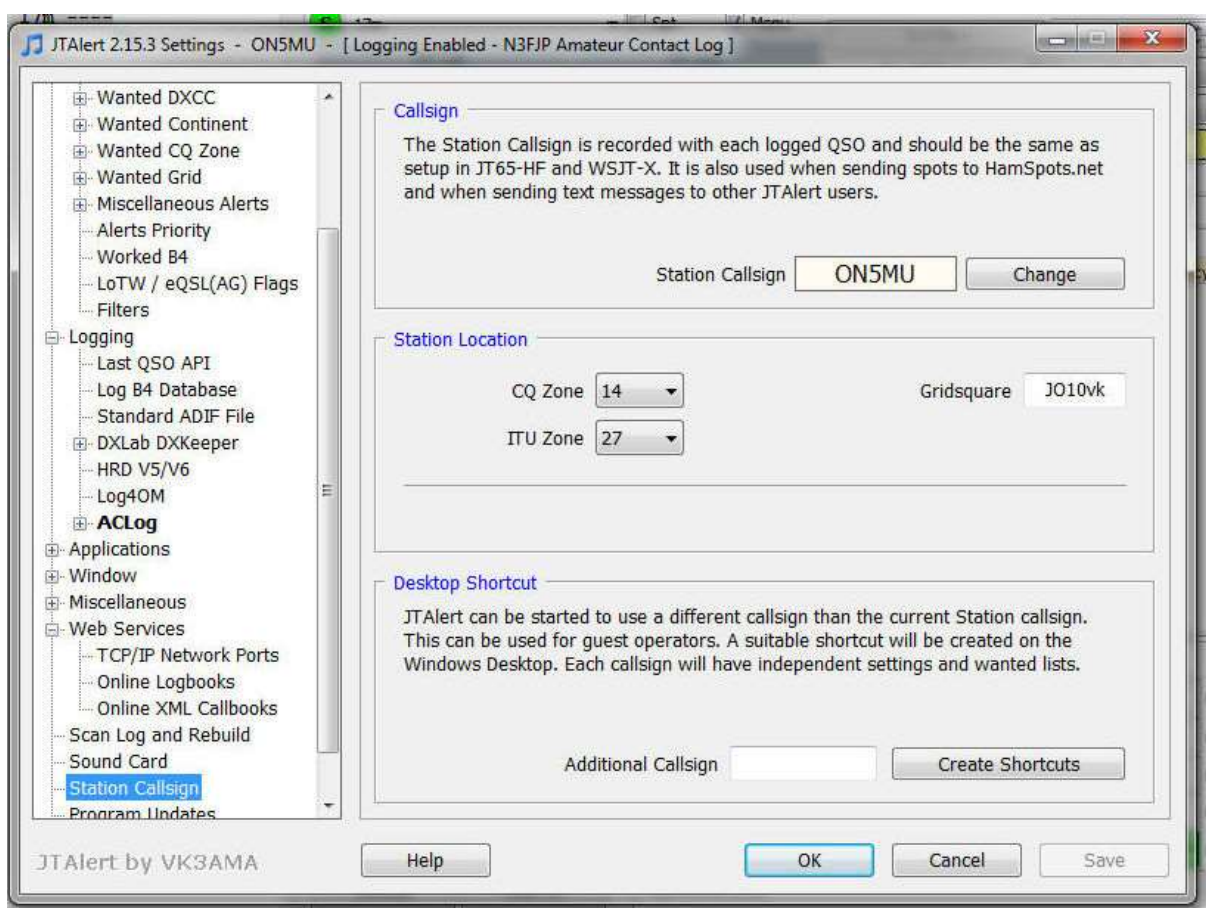 JTAlert 2.15.3 Settings - ON5MU - [ Logging Enabled - N3FJP Amateur Contact Log ]
Wanted DXCC
Wanted Continent
Wanted CQ Zone
Wanted Grid
Miscellaneous Alerts
Alerts Priority
Worked B4
LoTW / eQSL(AG) Flags
Filters
Logging
Last QSO API
Log B4 Database
Standard ADIF File
DXLab DXKeeper
HRD V5/V6
Log4OM
ACLog
Applications
Window
Miscellaneous
Web Services
TCP/IP Network Ports
Online Logbooks
Online XML Callbooks
Scan Log and Rebuild
Sound Card
Station Callsign
Program Updates
Callsign
The Station Callsign is recorded with each logged QSO and should be the same as
setup in JT65-HF and WSJT-X. It is also used when sending spots to HamSpots.net
and when sending text messages to other JTAlert users.
Station Callsign ON5MU Change
Station Location
CQ Zone 14 Gridsquare JO10vk
ITU Zone 27
Desktop Shortcut
JTAlert can be started to use a different callsign than the current Station callsign.
This can be used for guest operators. A suitable shortcut will be created on the
Windows Desktop. Each callsign will have independent settings and wanted lists.
Additional Callsign Create Shortcuts
JTAlert by VK3AMA Help OK Cancel Save